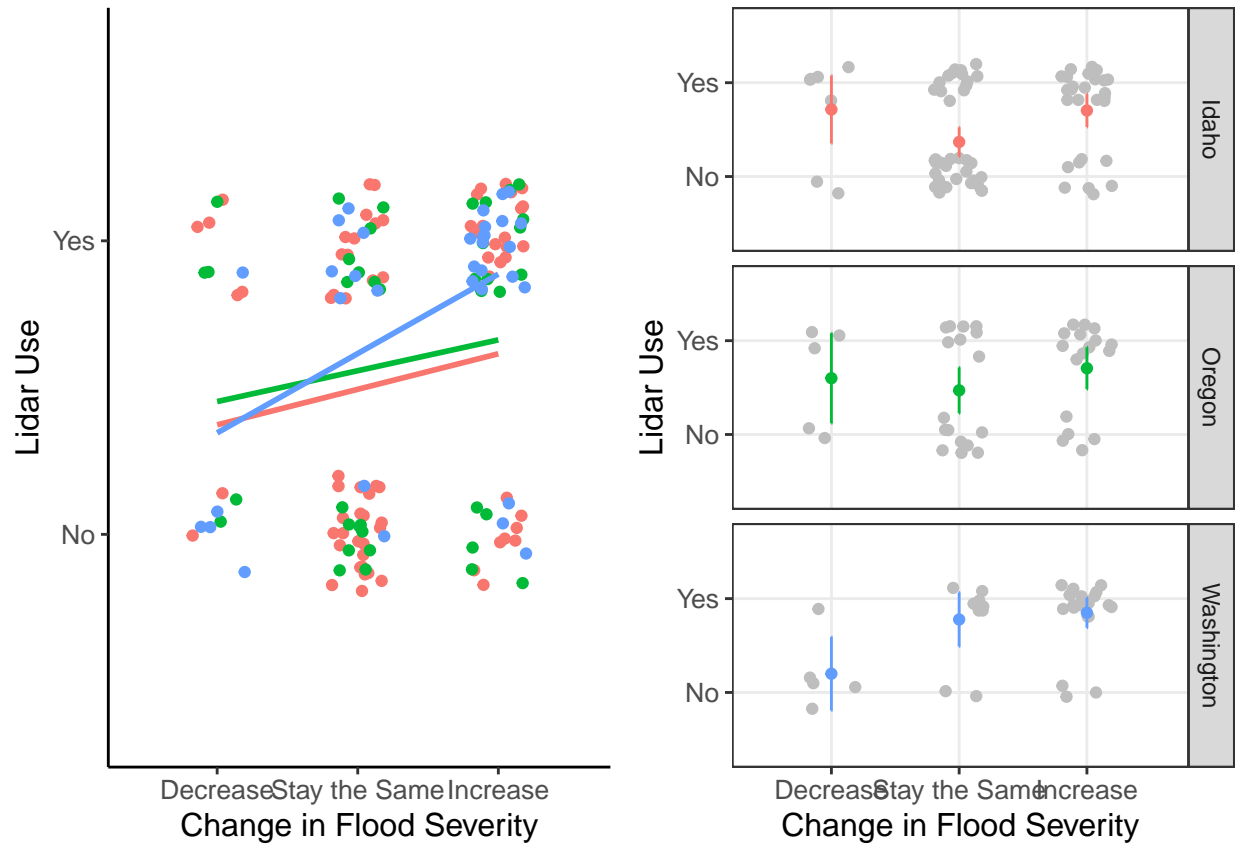 Lidar Use
Yes
No
Decrease Stay the Same Increase
Change in Flood Severity
Lidar Use
Yes
No
Idaho
Yes
No
Oregon
Yes
No
Washington
Decrease Stay the Same Increase
Change in Flood Severity